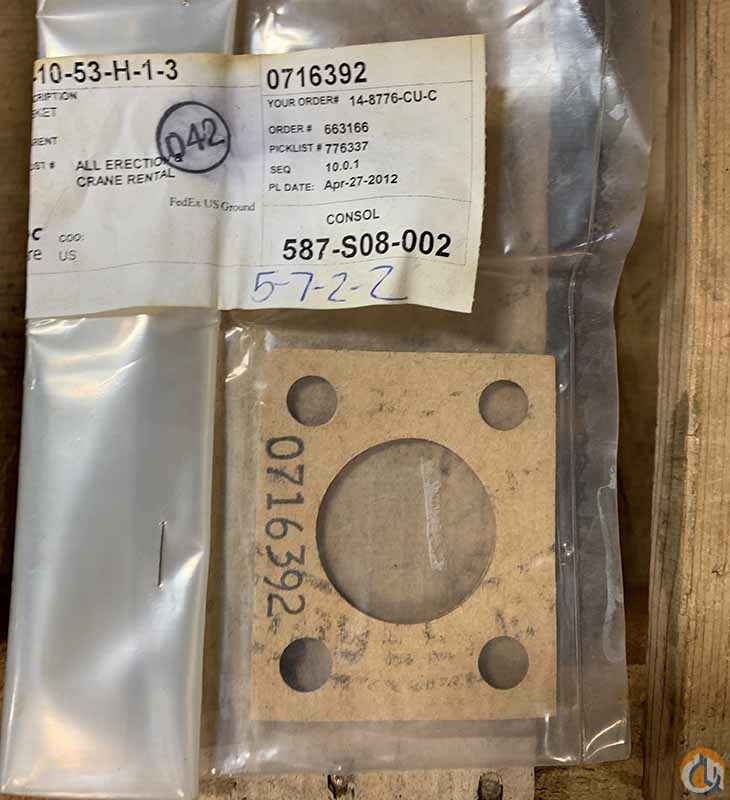 -10-53-H-1-3
0716392
YOUR ORDER# 14-8776-CU-C
ORDER # 663166
PICKLIST # 776337
SEQ 10.0.1
PL DATE: Apr-27-2012
D42
ALL ERECTION &
CRANE RENTAL
FedEx US Ground
COO:
US
CONSOL
587-S08-002
5-7-2-2
0716392